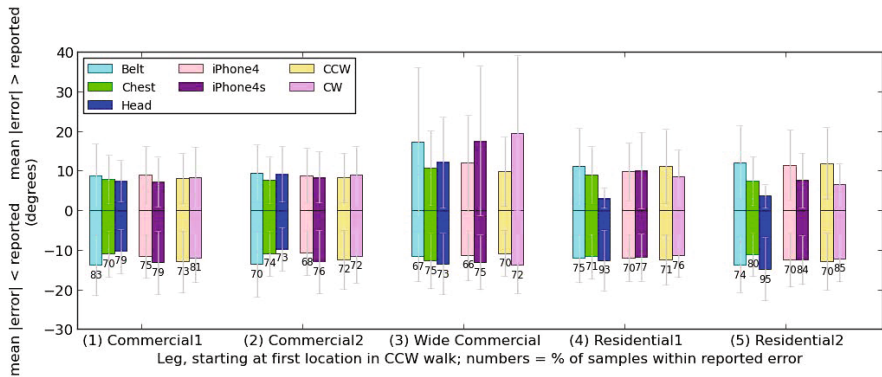 mean |error| < reported   mean |error| > reported
(degrees)
40
30
20
10
0
−10
−20
−30
Belt iPhone4 CCW
Chest iPhone4s CW
Head
83 70 79 75 79 73 81
70 74 73 68 76 72 72
67 75 73 66 75 70 72
75 71 93 70 77 71 76
74 80 95 70 84 70 85
(1) Commercial1 (2) Commercial2 (3) Wide Commercial (4) Residential1 (5) Residential2
Leg, starting at first location in CCW walk; numbers = % of samples within reported error